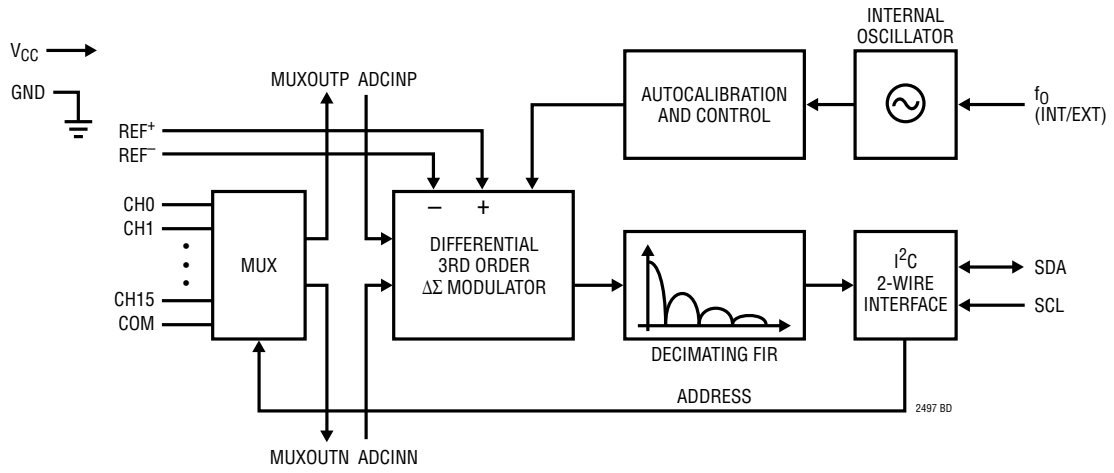 INTERNAL
OSCILLATOR
VCC
GND
MUXOUTP ADCINP
AUTOCALIBRATION
AND CONTROL
fO
(INT/EXT)
REF+
REF–
CH0
CH1
•
•
•
CH15
COM
MUX
– +
DIFFERENTIAL
3RD ORDER
ΔΣ MODULATOR
DECIMATING FIR
I2C
2-WIRE
INTERFACE
SDA
SCL
ADDRESS
2497 BD
MUXOUTN ADCINN